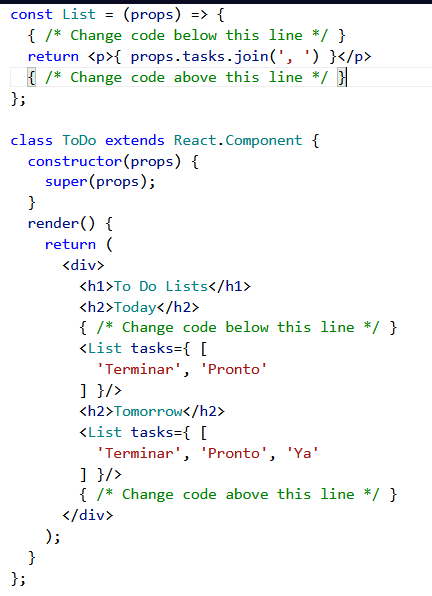 const List = (props) => {
  { /* Change code below this line */ }
  return <p>{ props.tasks.join(', ') }</p>
  { /* Change code above this line */ }
};

class ToDo extends React.Component {
  constructor(props) {
    super(props);
  }
  render() {
    return (
      <div>
        <h1>To Do Lists</h1>
        <h2>Today</h2>
        { /* Change code below this line */ }
        <List tasks={ [
          'Terminar', 'Pronto'
        ] }/>
        <h2>Tomorrow</h2>
        <List tasks={ [
          'Terminar', 'Pronto', 'Ya'
        ] }/>
        { /* Change code above this line */ }
      </div>
    );
  }
};